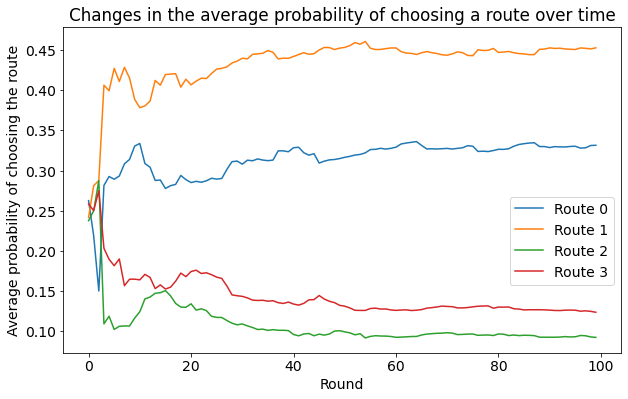 Changes in the average probability of choosing a route over time
Average probability of choosing the route
0.45
0.40
0.35
0.30
0.25
0.20
0.15
0.10
Route 0
Route 1
Route 2
Route 3
0 20 40 60 80 100
Round